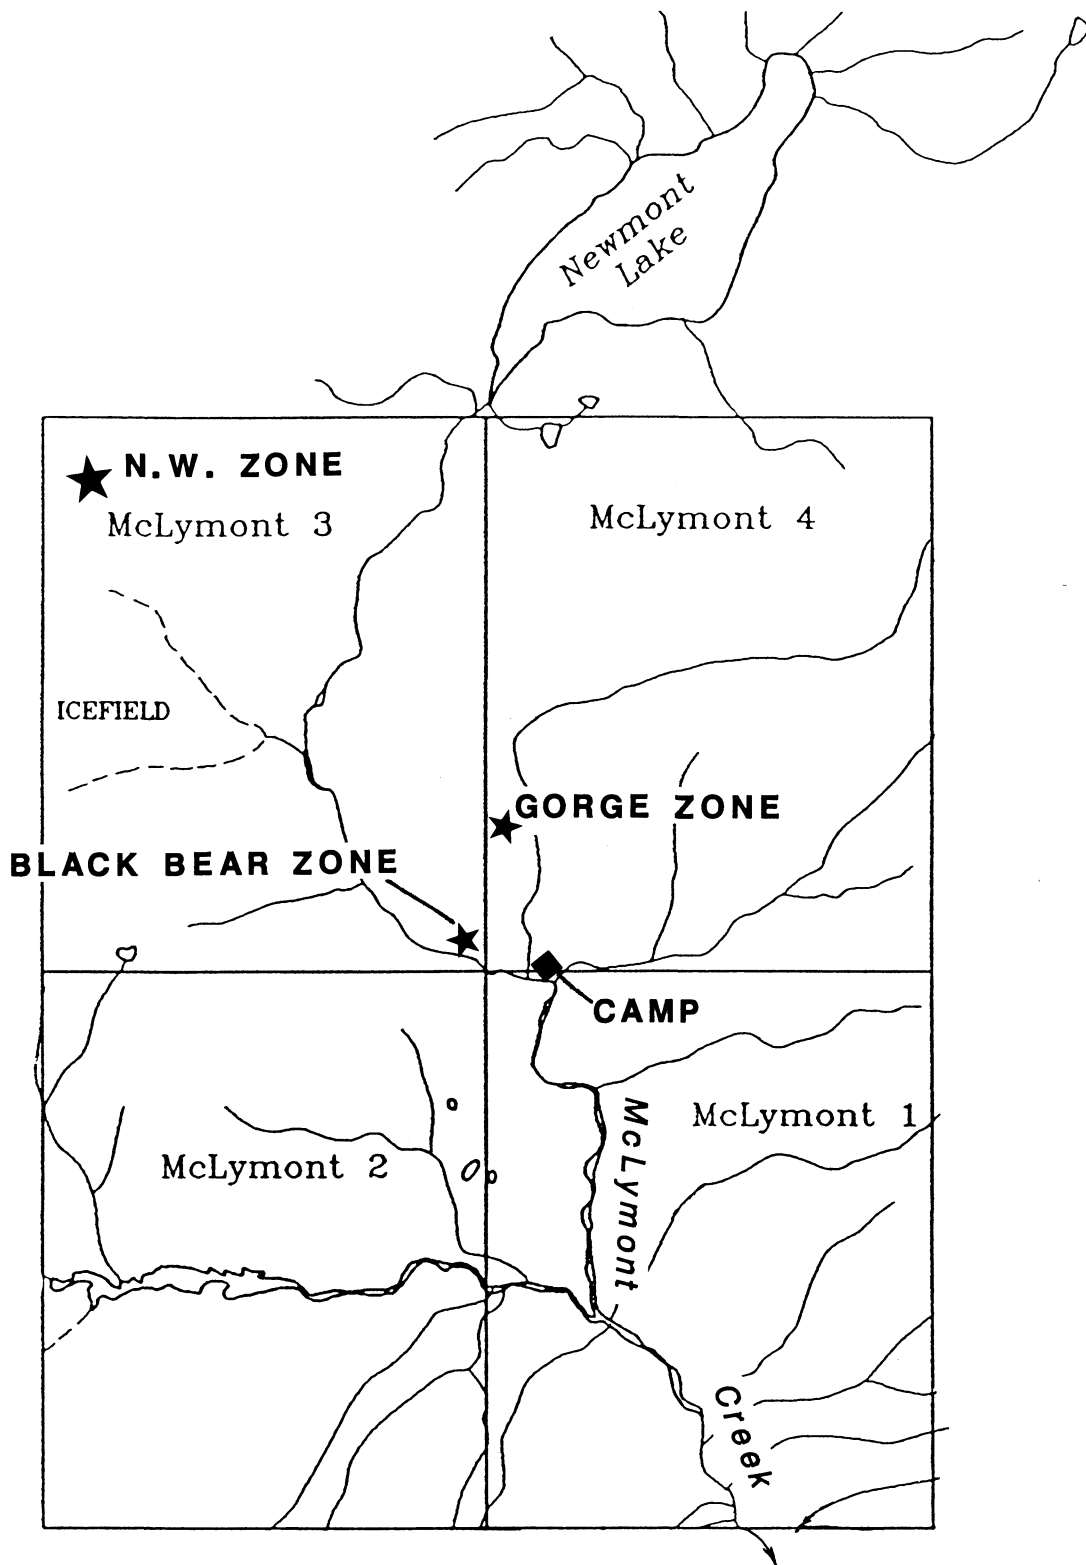 Newmont
Lake
N.W. ZONE
McLymont 3
McLymont 4
ICEFIELD
GORGE ZONE
BLACK BEAR ZONE
CAMP
McLymont
McLymont 1
McLymont 2
Creek